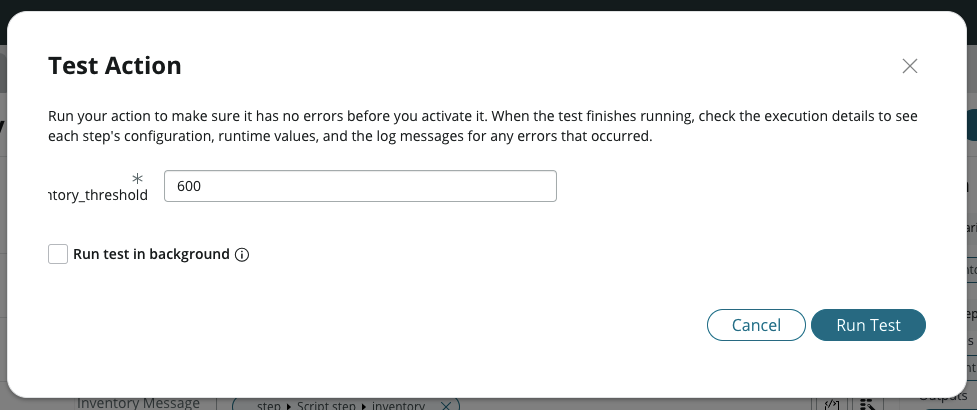 Test Action
Run your action to make sure it has no errors before you activate it. When the test finishes running, check the execution details to see
each step's configuration, runtime values, and the log messages for any errors that occurred.
*
ntory_threshold
600
Run test in background
Cancel
Run Test
Inventory Message
step ▸ Script step ▸ inventory
Outputs